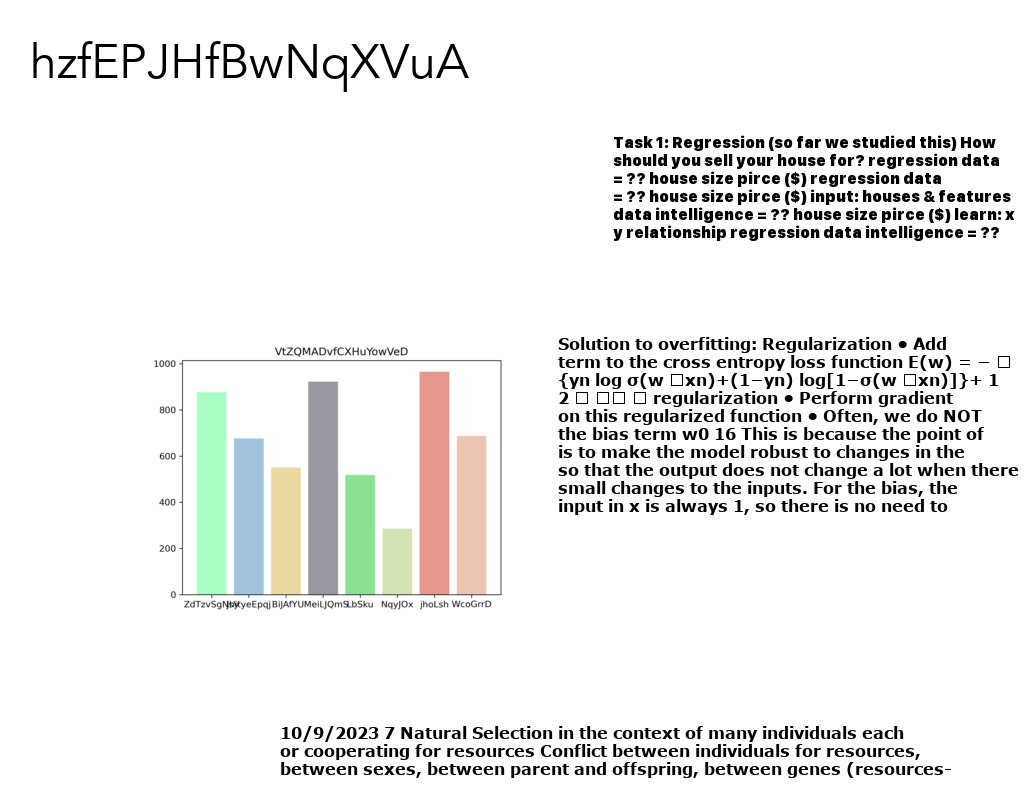 hzfEPJHfBwNqXVuA
Task 1: Regression (so far we studied this) How
should you sell your house for? regression data
= ?? house size pirce ($) regression data
= ?? house size pirce ($) input: houses & features
data intelligence = ?? house size pirce ($) learn: x
y relationship regression data intelligence = ??
VtZQMADvfCXHuYowVeD
1000
800
600
400
200
0
BiJAfYU MeiLJQmS LbSku NqyJOx jhoLsh WcoGrrD
Solution to overfitting: Regularization • Add
term to the cross entropy loss function E(w) = − □
{yn log σ(w □xn)+(1−yn) log[1−σ(w □xn)]}+ 1
2 □ □□ □ regularization • Perform gradient
on this regularized function • Often, we do NOT
the bias term w0 16 This is because the point of
is to make the model robust to changes in the
so that the output does not change a lot when there
small changes to the inputs. For the bias, the
input in x is always 1, so there is no need to
10/9/2023 7 Natural Selection in the context of many individuals each
or cooperating for resources Conflict between individuals for resources,
between sexes, between parent and offspring, between genes (resources-